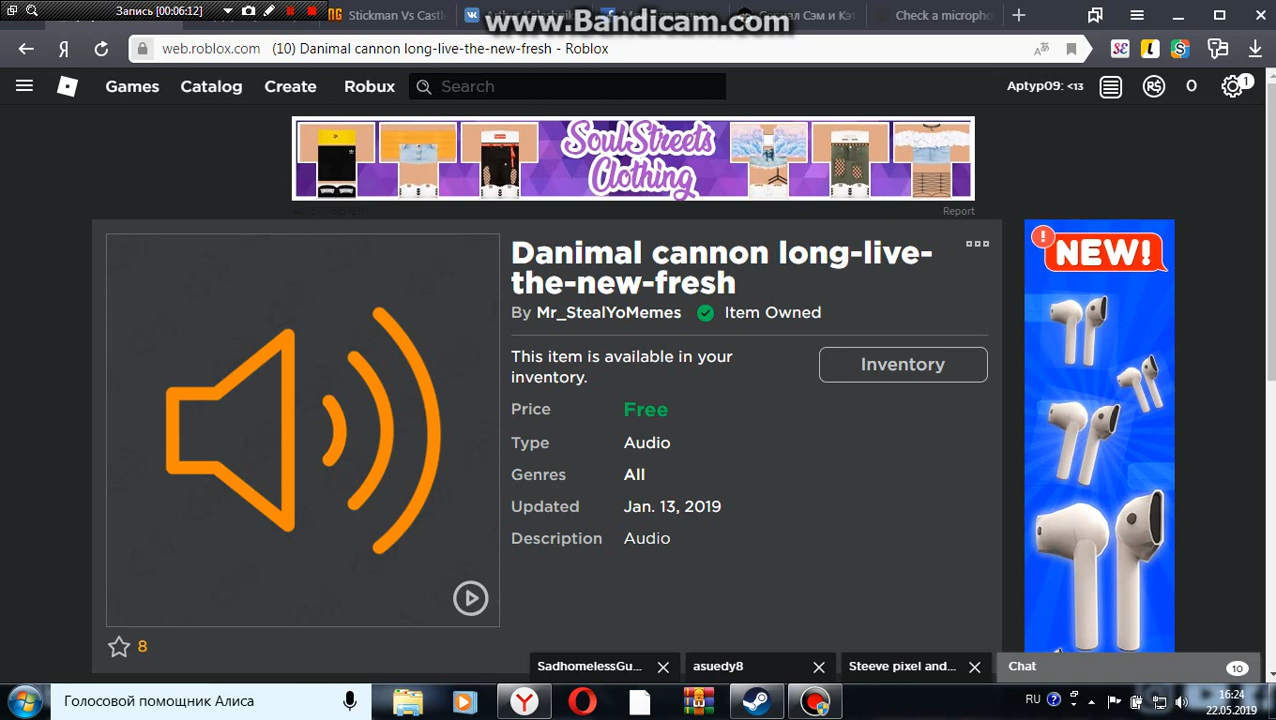 Запись [00:06:12]
Stickman Vs Castl
www.Bandicam.com
Check a micropho
web.roblox.com (10) Danimal cannon long-live-the-new-fresh - Roblox
Games Catalog Create Robux Search Aptyp09: <13 0 1
SoulStreets
Clothing
Report
Danimal cannon long-live-
the-new-fresh
By Mr_StealYoMemes Item Owned
This item is available in your
inventory.
Inventory
Price Free
Type Audio
Genres All
Updated Jan. 13, 2019
Description Audio
8
! NEW!
SadhomelessGu...
asuedy8
Steeve pixel and...
Chat 10
Голосовой помощник Алиса
RU 16:24
22.05.2019